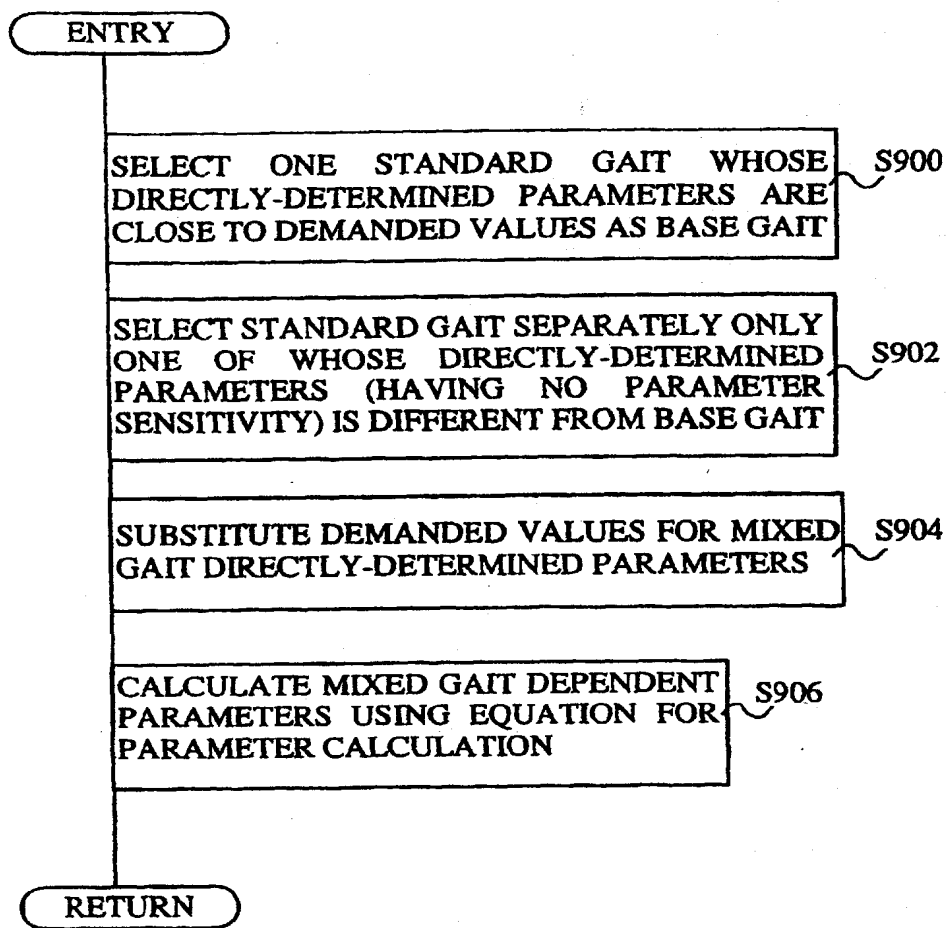 ENTRY
SELECT ONE STANDARD GAIT WHOSE
DIRECTLY-DETERMINED PARAMETERS ARE
CLOSE TO DEMANDED VALUES AS BASE GAIT
S900
SELECT STANDARD GAIT SEPARATELY ONLY
ONE OF WHOSE DIRECTLY-DETERMINED
PARAMETERS (HAVING NO PARAMETER
SENSITIVITY) IS DIFFERENT FROM BASE GAIT
S902
SUBSTITUTE DEMANDED VALUES FOR MIXED
GAIT DIRECTLY-DETERMINED PARAMETERS
S904
CALCULATE MIXED GAIT DEPENDENT
PARAMETERS USING EQUATION FOR
PARAMETER CALCULATION
S906
RETURN